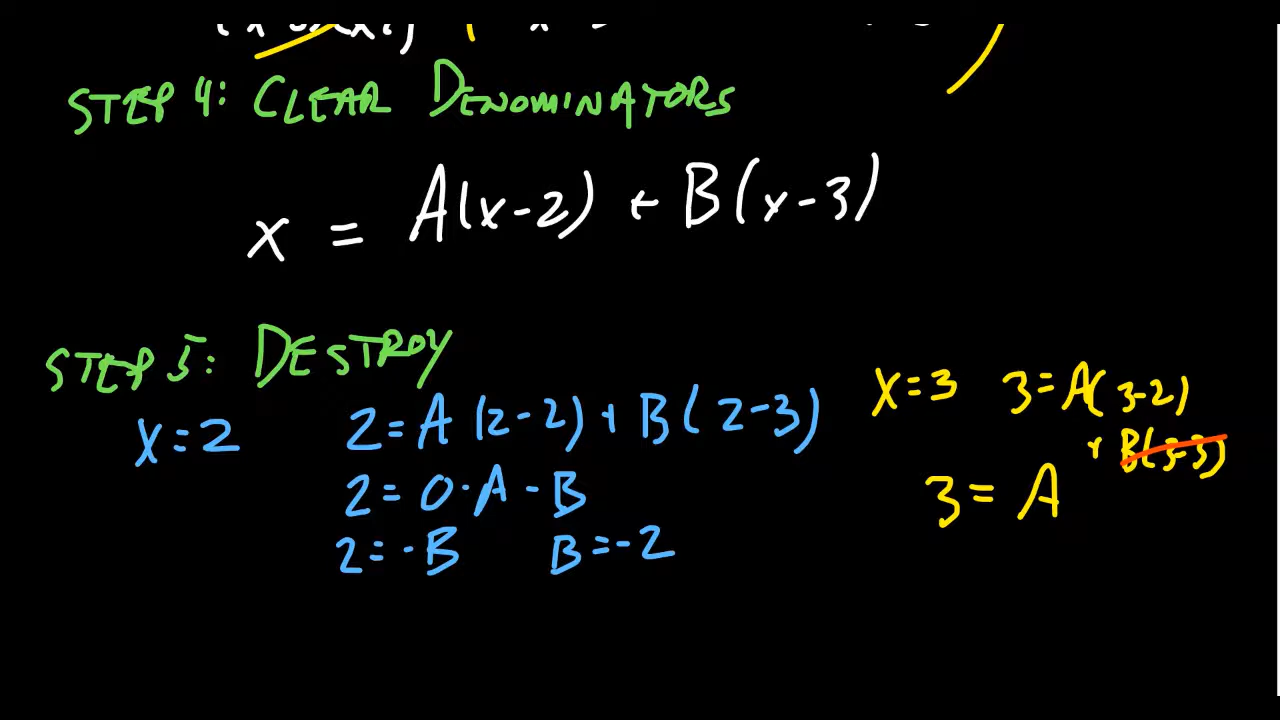 STEP 4: CLEAR DENOMINATORS
x = A(x-2) + B(x-3)
STEP 5: DESTROY
x=2
2=A(2-2)+B(2-3)
2=0·A-B
2=-B B=-2
x=3 3=A(3-2)
+B(3-3)
3=A